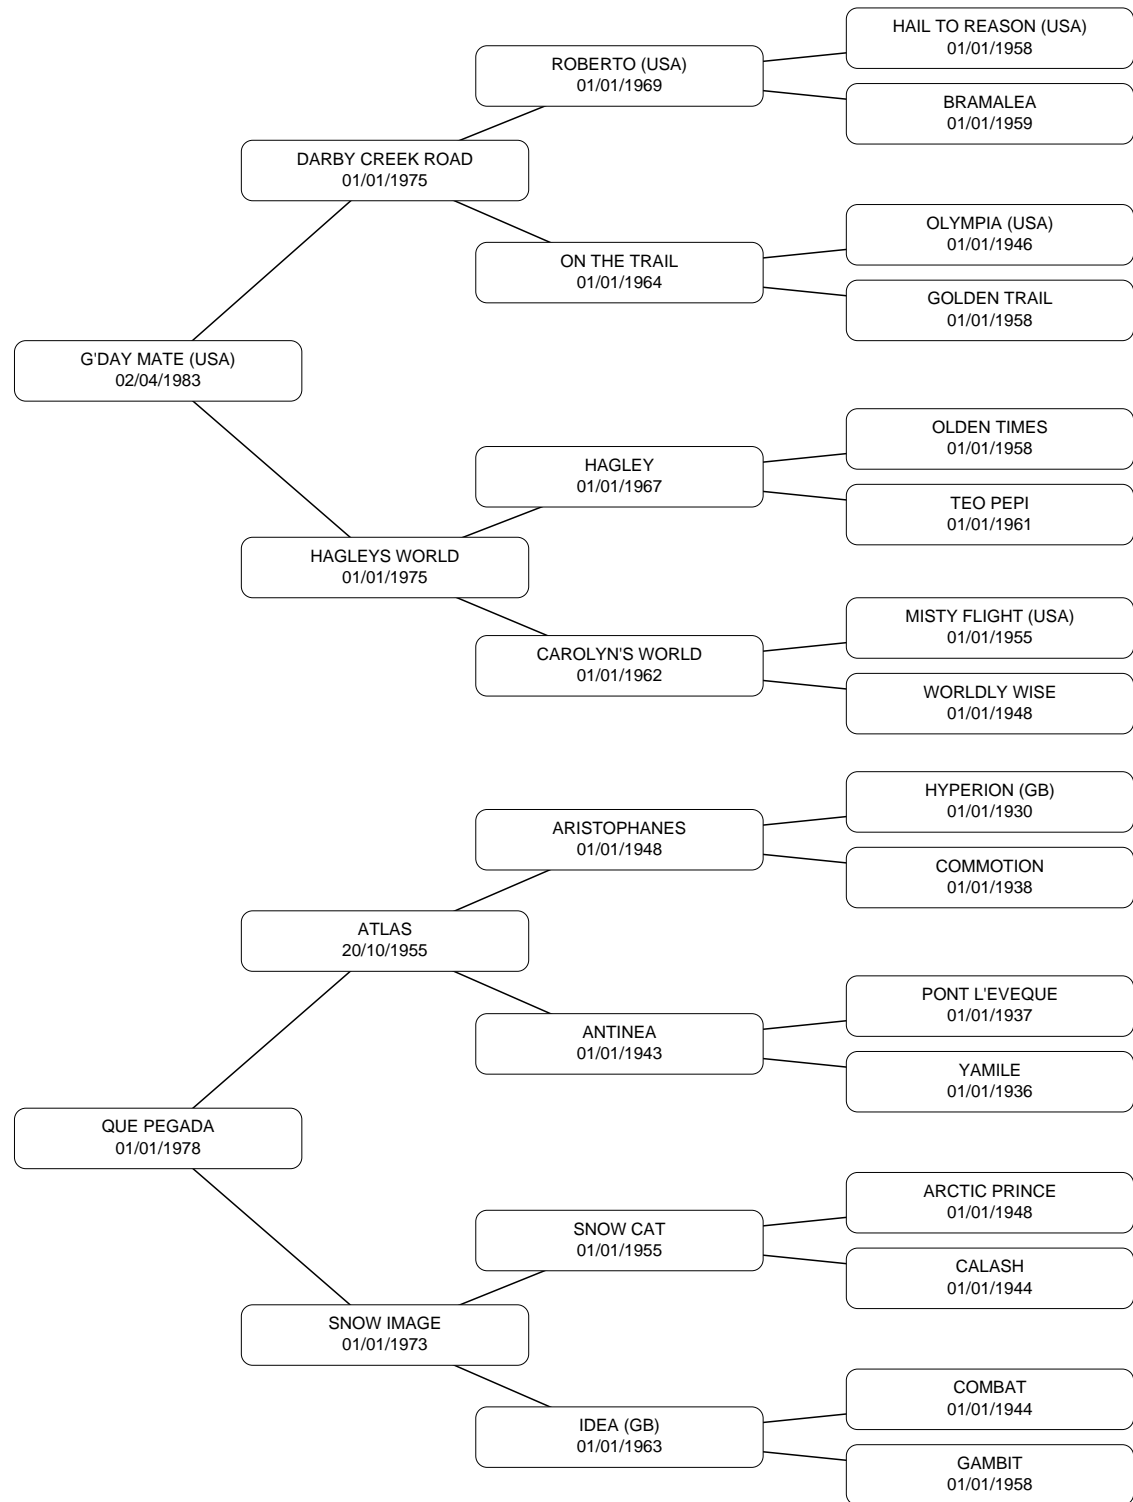 HAIL TO REASON (USA)
01/01/1958
ROBERTO (USA)
01/01/1969
BRAMALEA
01/01/1959
DARBY CREEK ROAD
01/01/1975
OLYMPIA (USA)
01/01/1946
ON THE TRAIL
01/01/1964
GOLDEN TRAIL
01/01/1958
G'DAY MATE (USA)
02/04/1983
OLDEN TIMES
01/01/1958
HAGLEY
01/01/1967
TEO PEPI
01/01/1961
HAGLEYS WORLD
01/01/1975
MISTY FLIGHT (USA)
01/01/1955
CAROLYN'S WORLD
01/01/1962
WORLDLY WISE
01/01/1948
HYPERION (GB)
01/01/1930
ARISTOPHANES
01/01/1948
COMMOTION
01/01/1938
ATLAS
20/10/1955
PONT L'EVEQUE
01/01/1937
ANTINEA
01/01/1943
YAMILE
01/01/1936
QUE PEGADA
01/01/1978
ARCTIC PRINCE
01/01/1948
SNOW CAT
01/01/1955
CALASH
01/01/1944
SNOW IMAGE
01/01/1973
COMBAT
01/01/1944
IDEA (GB)
01/01/1963
GAMBIT
01/01/1958